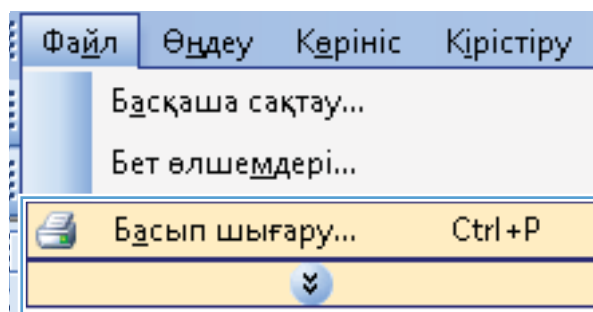 Файл Өңдеу Көрініс Кірістіру
Басқаша сақтау...
Бет өлшемдері...
Басып шығару... Ctrl+P